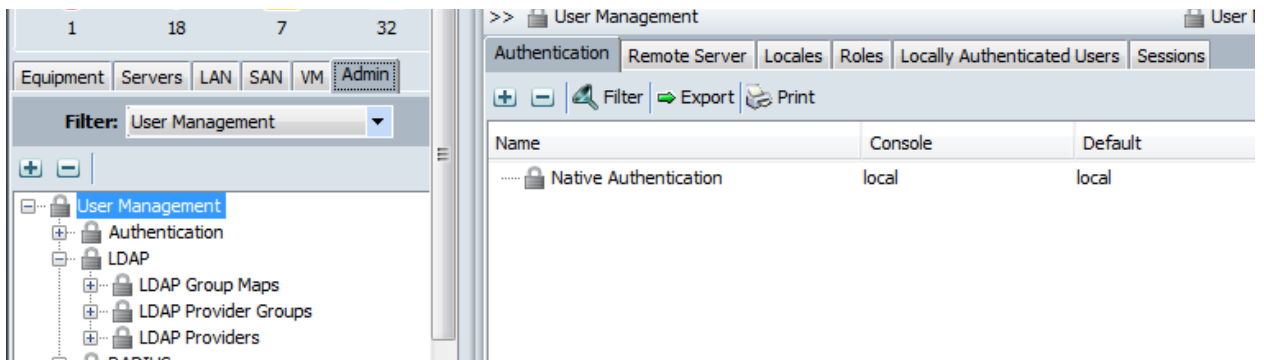 1 18 7 32
Equipment Servers LAN SAN VM Admin
Filter: User Management
User Management
Authentication
LDAP
LDAP Group Maps
LDAP Provider Groups
LDAP Providers
RADIUS
>> User Management
Authentication Remote Server Locales Roles Locally Authenticated Users Sessions
Filter Export Print
Name Console Default
Native Authentication local local
User